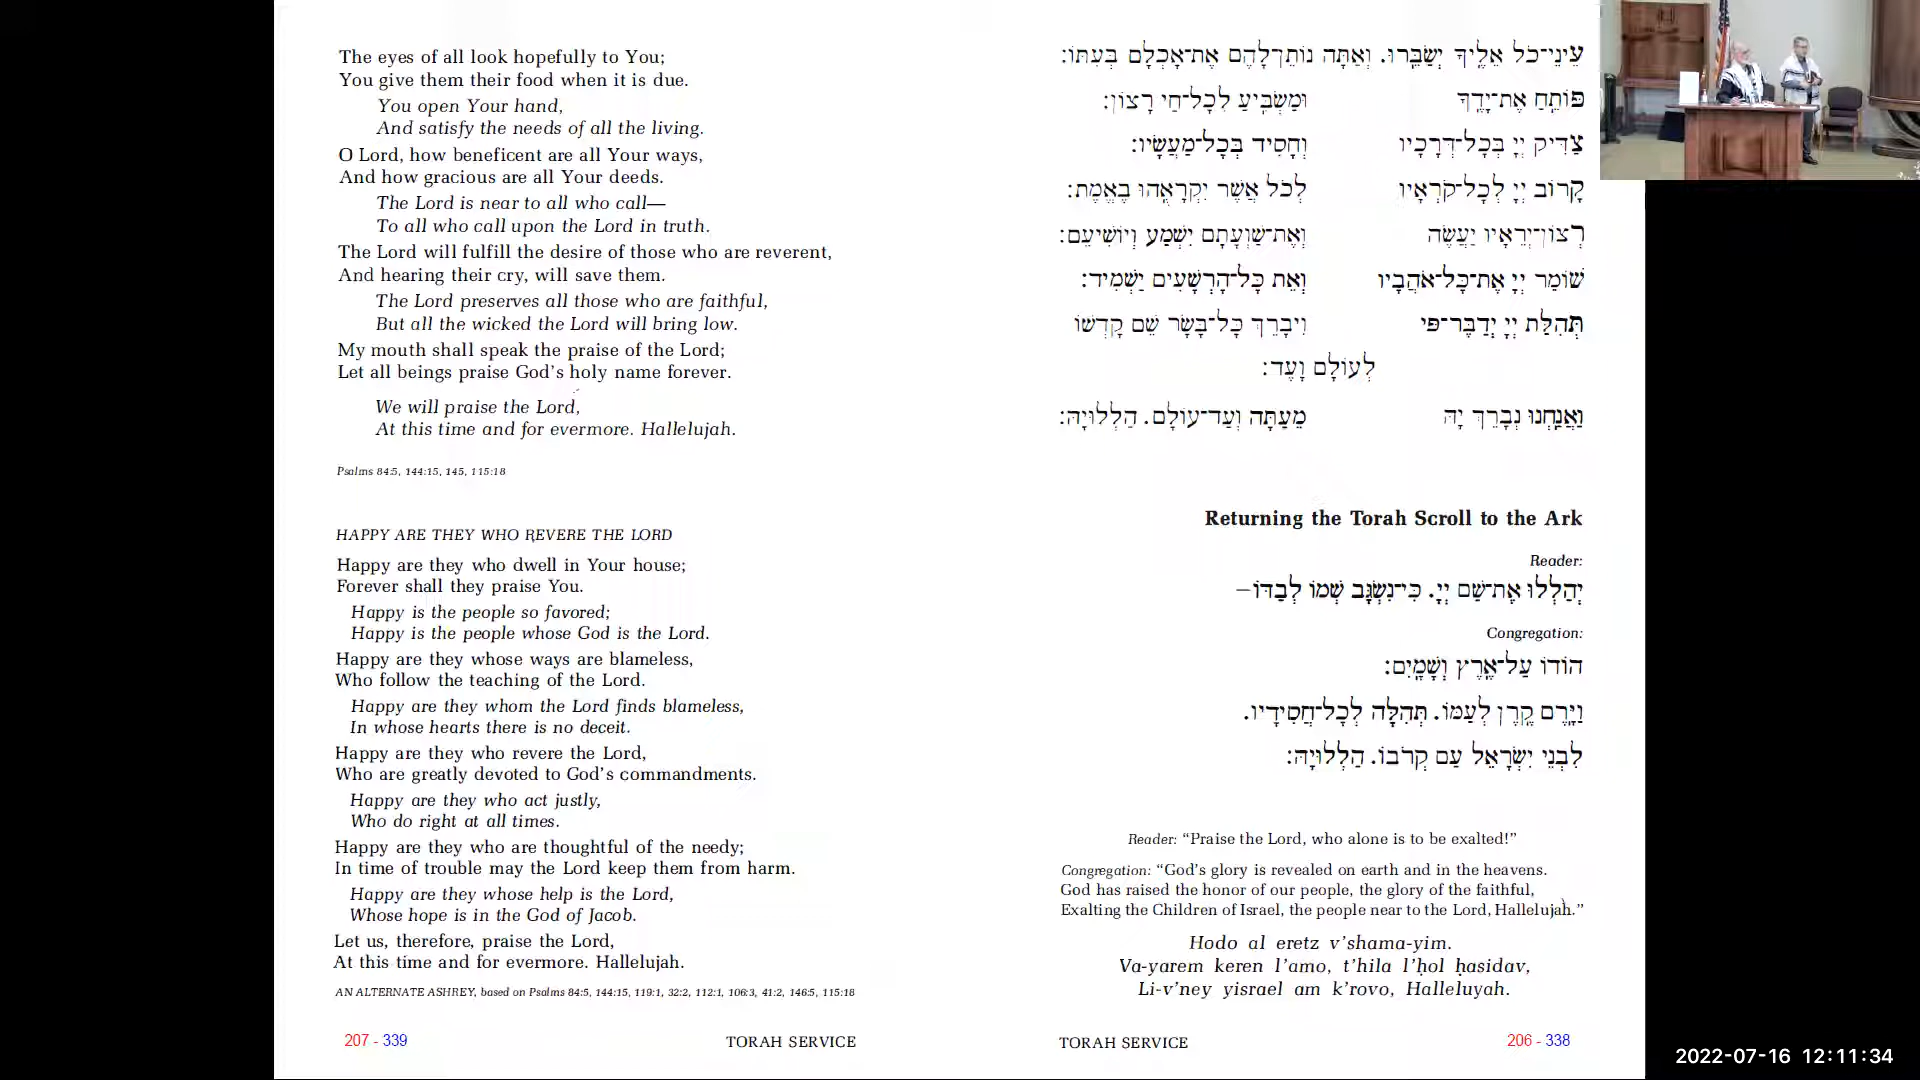 The eyes of all look hopefully to You;
You give them their food when it is due.
You open Your hand,
And satisfy the needs of all the living.
O Lord, how beneficent are all Your ways,
And how gracious are all Your deeds.
The Lord is near to all who call—
To all who call upon the Lord in truth.
The Lord will fulfill the desire of those who are reverent,
And hearing their cry, will save them.
The Lord preserves all those who are faithful,
But all the wicked the Lord will bring low.
My mouth shall speak the praise of the Lord;
Let all beings praise God's holy name forever.
We will praise the Lord,
At this time and for evermore. Hallelujah.
Psalms 84:5, 144:15, 145, 115:18
HAPPY ARE THEY WHO REVERE THE LORD
Happy are they who dwell in Your house;
Forever shall they praise You.
Happy is the people so favored;
Happy is the people whose God is the Lord.
Happy are they whose ways are blameless,
Who follow the teaching of the Lord.
Happy are they whom the Lord finds blameless,
In whose hearts there is no deceit.
Happy are they who revere the Lord,
Who are greatly devoted to God's commandments.
Happy are they who act justly,
Who do right at all times.
Happy are they who are thoughtful of the needy;
In time of trouble may the Lord keep them from harm.
Happy are they whose help is the Lord,
Whose hope is in the God of Jacob.
Let us, therefore, praise the Lord,
At this time and for evermore. Hallelujah.
AN ALTERNATE ASHREY, based on Psalms 84:5, 144:15, 119:1, 32:2, 112:1, 106:3, 41:2, 146:5, 115:18
207 - 339 TORAH SERVICE
עֵינֵי־כֹל אֵלֶֽיךָ יְשַׂבֵּֽרוּ. וְאַתָּה נוֹתֵן־לָהֶם אֶת־אָכְלָם בְּעִתּוֹ:
פּוֹתֵֽחַ אֶת־יָדֶֽךָ וּמַשְׂבִּֽיעַ לְכָל־חַי רָצוֹן:
צַדִּיק יְיָ בְּכָל־דְּרָכָיו וְחָסִיד בְּכָל־מַעֲשָׂיו:
קָרוֹב יְיָ לְכָל־קֹרְאָיו לְכֹל אֲשֶׁר יִקְרָאֻֽהוּ בֶאֱמֶת:
רְצוֹן־יְרֵאָיו יַעֲשֶׂה וְאֶת־שַׁוְעָתָם יִשְׁמַע וְיוֹשִׁיעֵם:
שׁוֹמֵר יְיָ אֶת־כָּל־אֹהֲבָיו וְאֵת כָּל־הָרְשָׁעִים יַשְׁמִיד:
תְּהִלַּת יְיָ יְדַבֶּר־פִּי וִיבָרֵךְ כָּל־בָּשָׂר שֵׁם קָדְשׁוֹ
לְעוֹלָם וָעֶד:
וַאֲנַֽחְנוּ נְבָרֵךְ יָהּ מֵעַתָּה וְעַד־עוֹלָם. הַלְלוּיָהּ:
Returning the Torah Scroll to the Ark
Reader:
יְהַלְלוּ אֶת־שֵׁם יְיָ. כִּי־נִשְׂגָּב שְׁמוֹ לְבַדּוֹ–
Congregation:
הוֹדוֹ עַל־אֶֽרֶץ וְשָׁמָֽיִם:
וַיָּֽרֶם קֶֽרֶן לְעַמּוֹ. תְּהִלָּה לְכָל־חֲסִידָיו.
לִבְנֵי יִשְׂרָאֵל עַם קְרֹבוֹ. הַלְלוּיָהּ:
Reader: "Praise the Lord, who alone is to be exalted!"
Congregation: "God's glory is revealed on earth and in the heavens.
God has raised the honor of our people, the glory of the faithful,
Exalting the Children of Israel, the people near to the Lord, Hallelujah."
Hodo al eretz v'shama-yim.
Va-yarem keren l'amo, t'hila l'ḥol ḥasidav,
Li-v'ney yisrael am k'rovo, Halleluyah.
TORAH SERVICE 206 - 338
2022-07-16 12:11:34